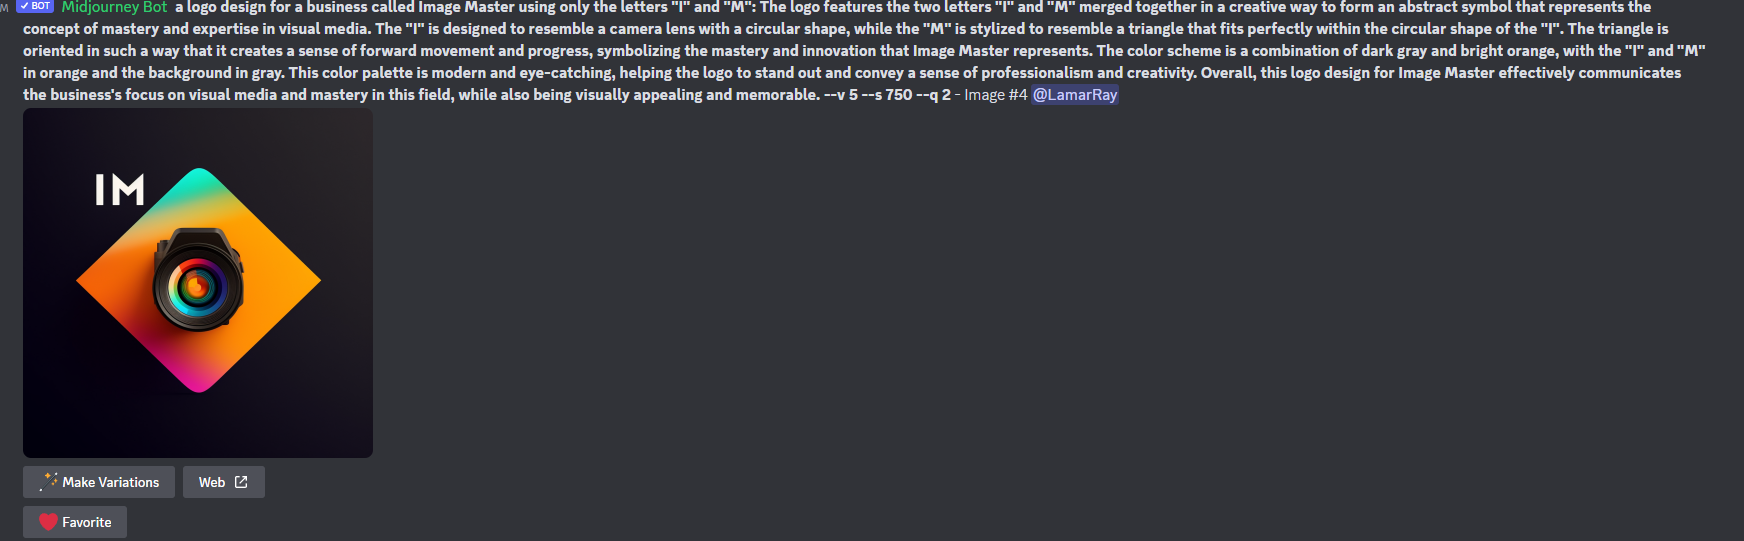 M BOT Midjourney Bot a logo design for a business called Image Master using only the letters "I" and "M": The logo features the two letters "I" and "M" merged together in a creative way to form an abstract symbol that represents the
concept of mastery and expertise in visual media. The "I" is designed to resemble a camera lens with a circular shape, while the "M" is stylized to resemble a triangle that fits perfectly within the circular shape of the "I". The triangle is
oriented in such a way that it creates a sense of forward movement and progress, symbolizing the mastery and innovation that Image Master represents. The color scheme is a combination of dark gray and bright orange, with the "I" and "M"
in orange and the background in gray. This color palette is modern and eye-catching, helping the logo to stand out and convey a sense of professionalism and creativity. Overall, this logo design for Image Master effectively communicates
the business's focus on visual media and mastery in this field, while also being visually appealing and memorable. --v 5 --s 750 --q 2 - Image #4 @LamarRay
IM
Make Variations
Web
Favorite